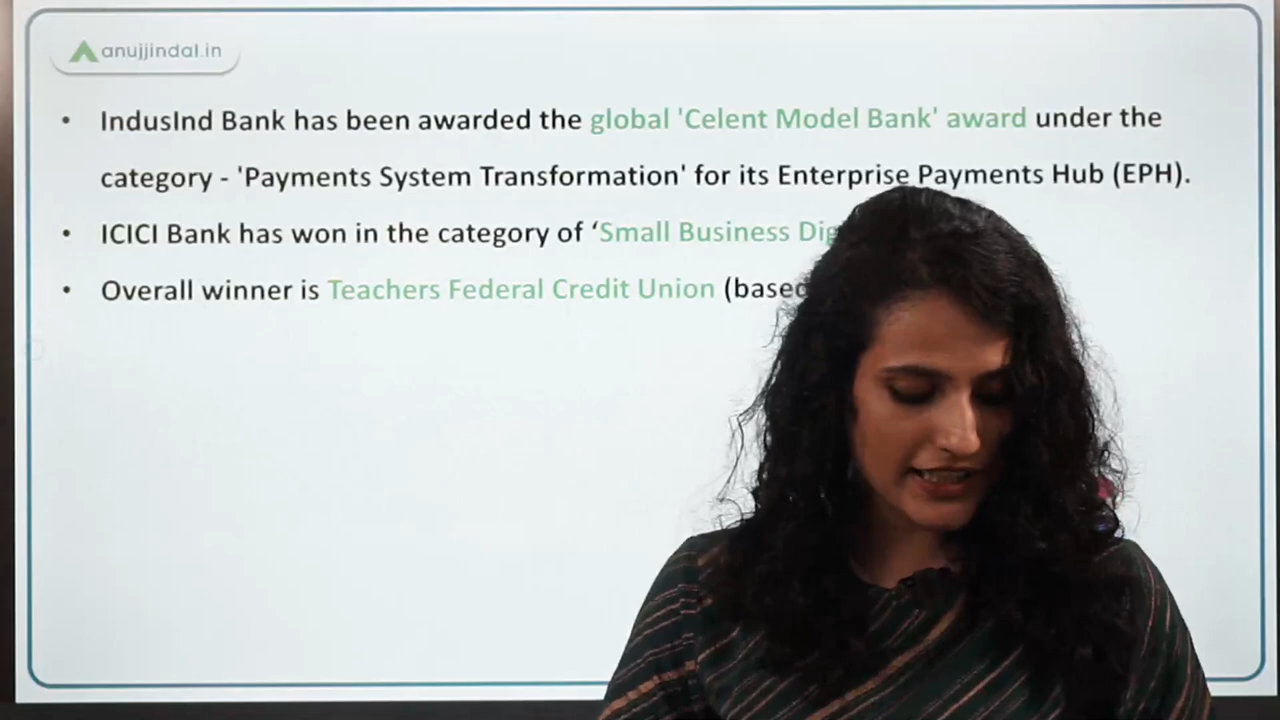 anujjindal.in
• IndusInd Bank has been awarded the global 'Celent Model Bank' award under the
category - 'Payments System Transformation' for its Enterprise Payments Hub (EPH).
• ICICI Bank has won in the category of ‘Small Business
• Overall winner is Teachers Federal Credit Union (based